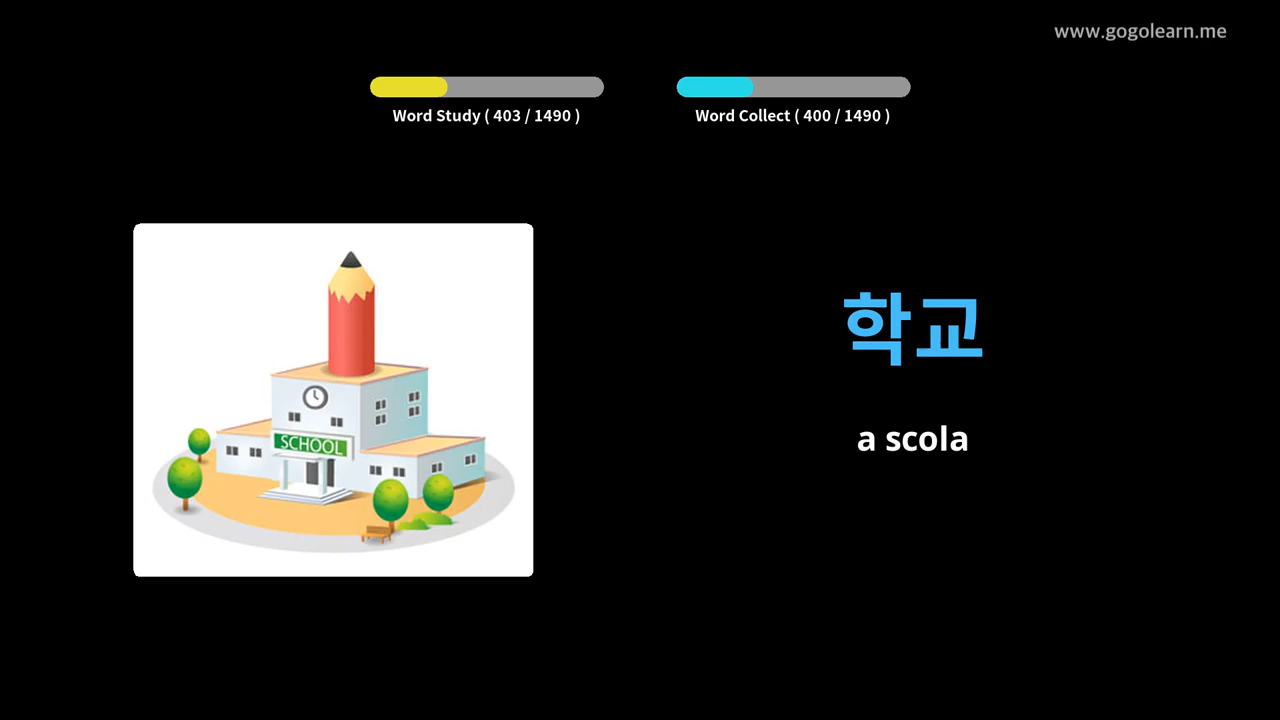 www.gogolearn.me
Word Study ( 403 / 1490 )
Word Collect ( 400 / 1490 )
SCHOOL
학교
a scola